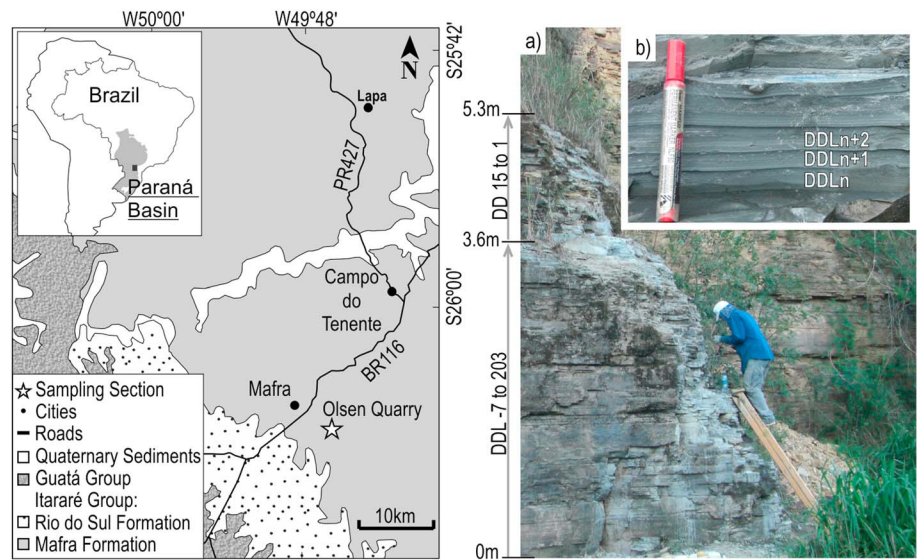 W50°00'
W49°48'
S25°42'
N
Brazil
Paraná
Basin
Lapa
PR427
Campo
do
Tenente
S26°00'
BR116
Mafra
Olsen Quarry
Sampling Section
Cities
Roads
Quaternary Sediments
Guatá Group
Itararé Group:
Rio do Sul Formation
Mafra Formation
10km
a)
5.3m
DD 15 to 1
3.6m
DDL -7 to 203
0m
b)
DDLn+2
DDLn+1
DDLn